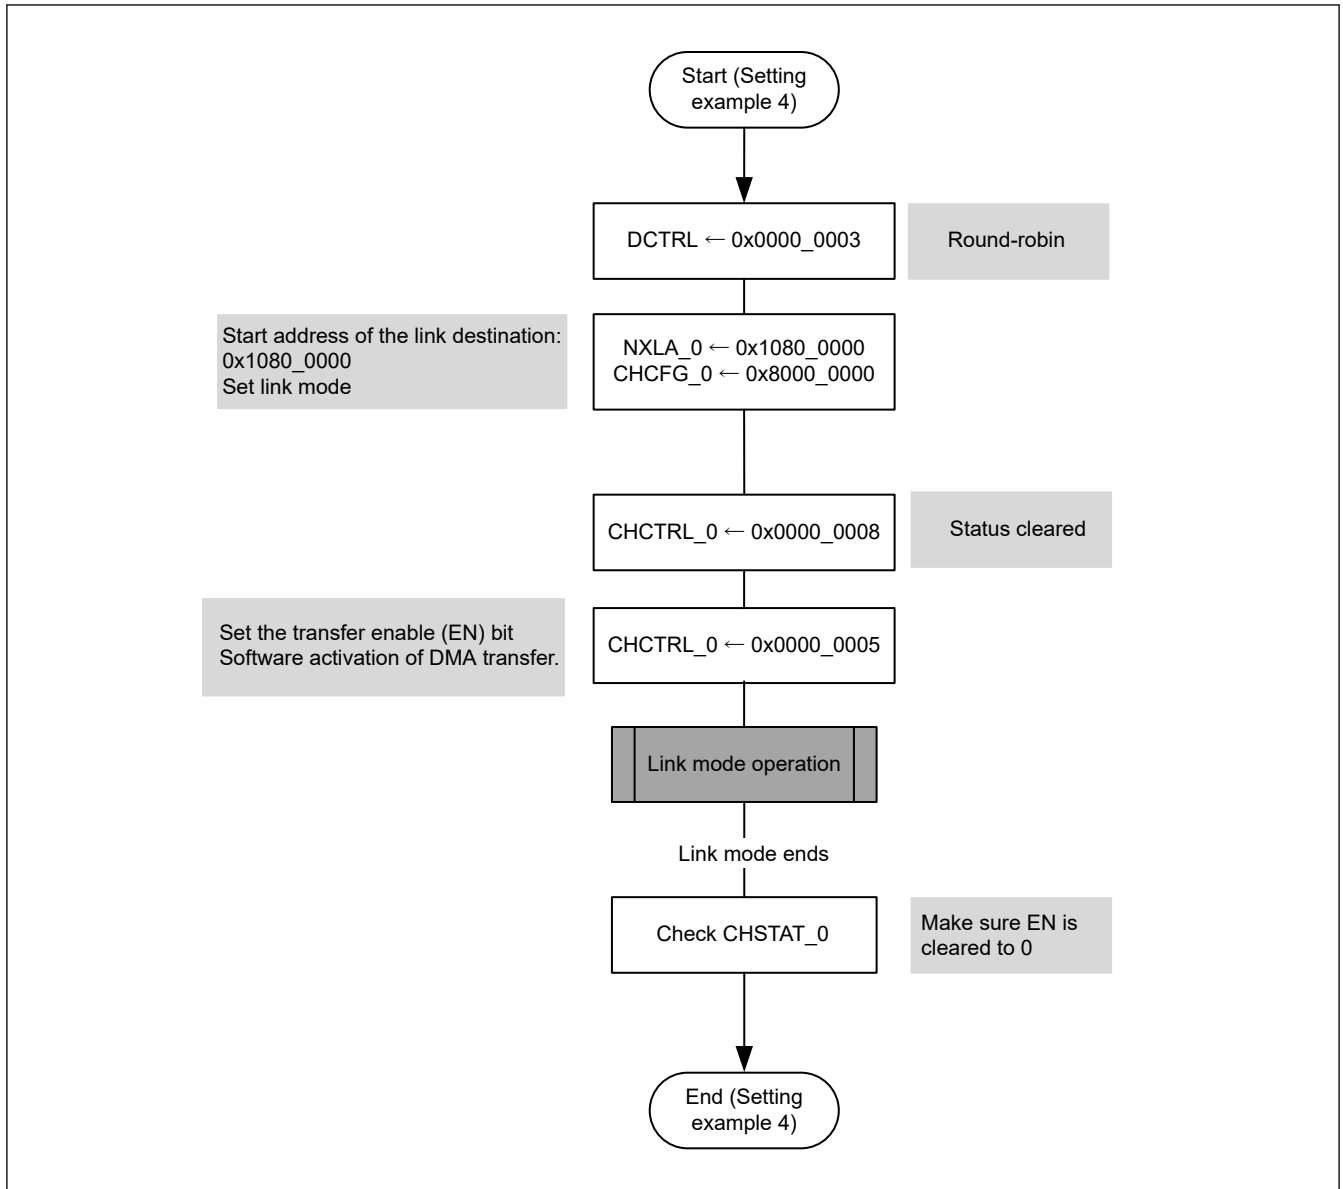 Start (Setting
example 4)
DCTRL ← 0x0000_0003
Round-robin
Start address of the link destination:
0x1080_0000
Set link mode
NXLA_0 ← 0x1080_0000
CHCFG_0 ← 0x8000_0000
CHCTRL_0 ← 0x0000_0008
Status cleared
Set the transfer enable (EN) bit
Software activation of DMA transfer.
CHCTRL_0 ← 0x0000_0005
Link mode operation
Link mode ends
Check CHSTAT_0
Make sure EN is
cleared to 0
End (Setting
example 4)